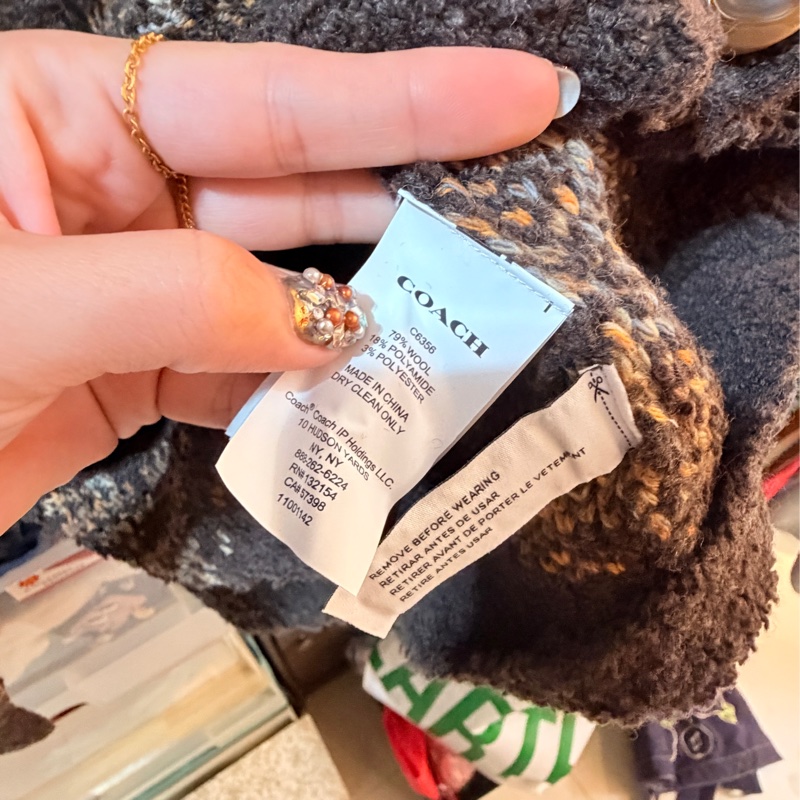 COACH
C6356
79% WOOL
18% POLYAMIDE
3% POLYESTER
MADE IN CHINA
DRY CLEAN ONLY
Coach® Coach IP Holdings LLC.
10 HUDSON YARDS
NY, NY
888-262-6224
RN# 132154
CA# 57398
11001142
REMOVE BEFORE WEARING
RETIRAR ANTES DE USAR
RETIRER AVANT DE PORTER LE VETEMENT
RETIRE ANTES USAR